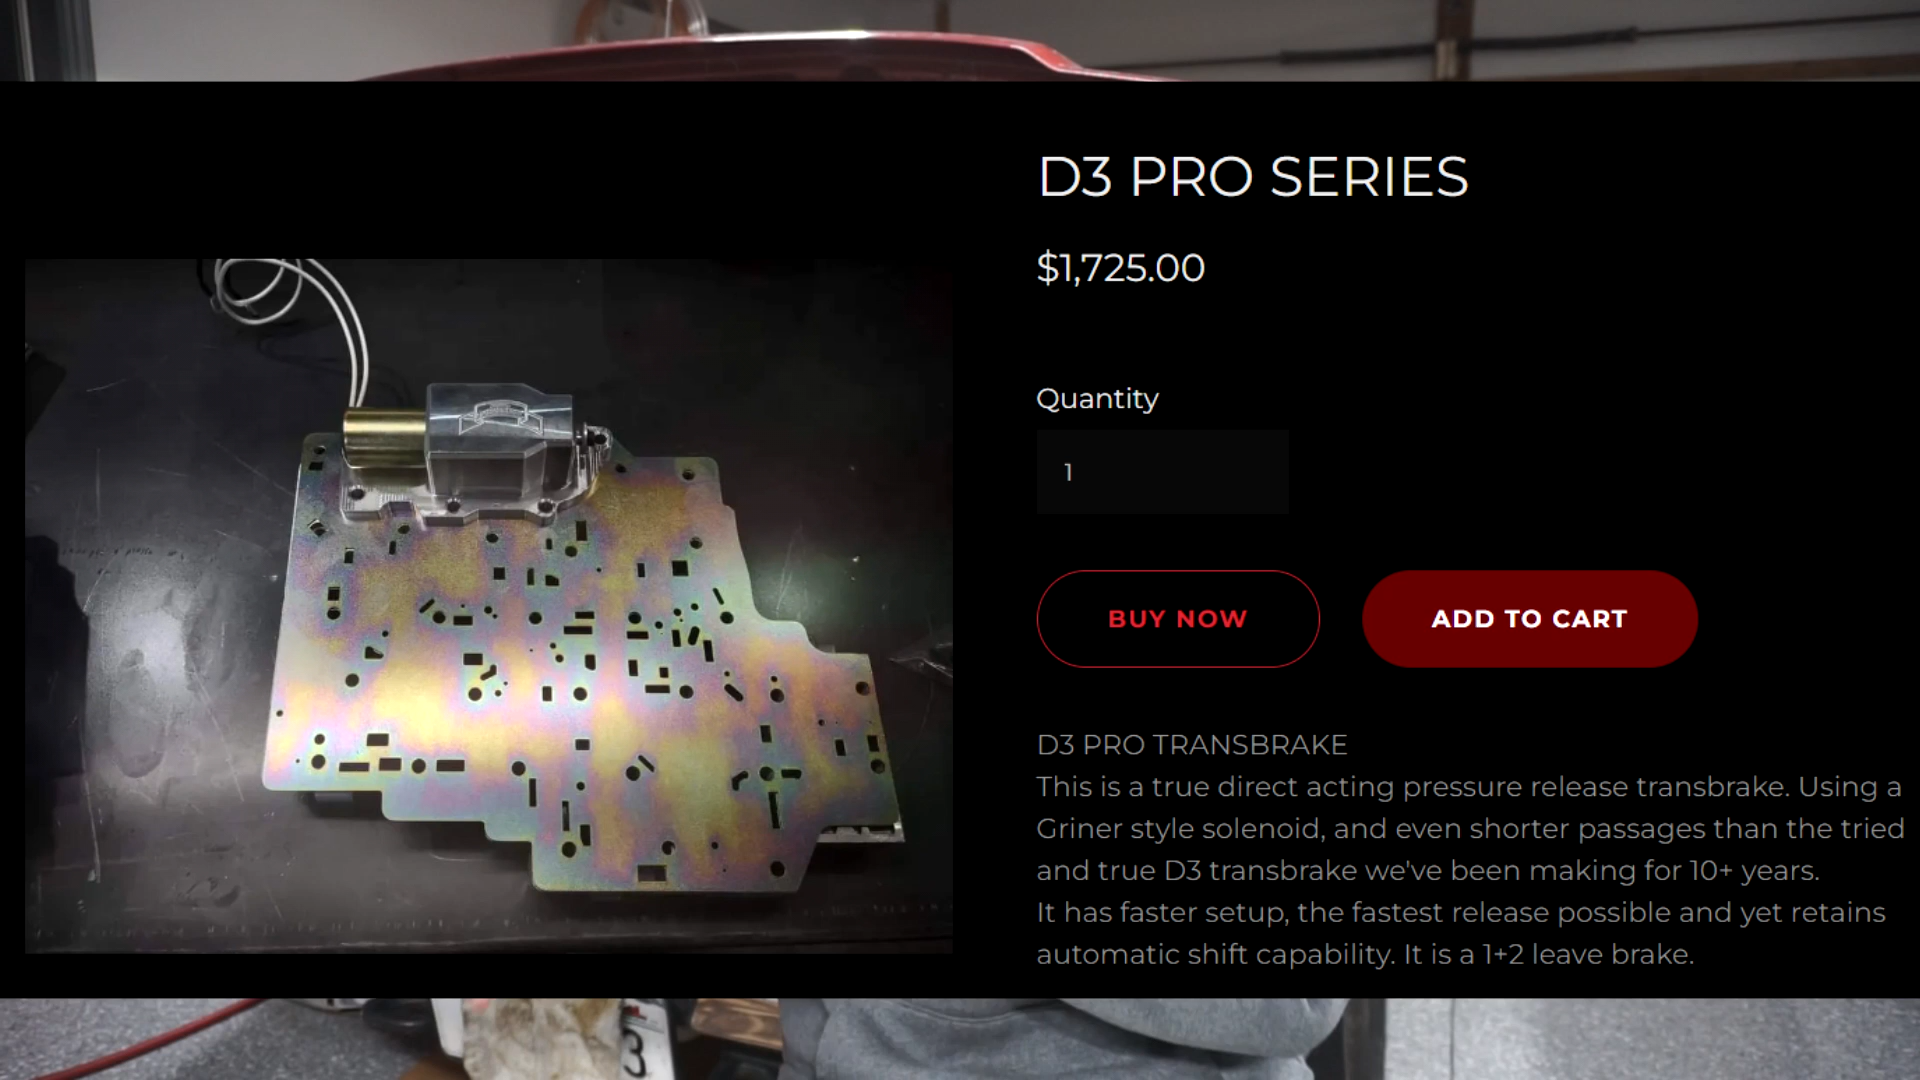 D3 PRO SERIES
$1,725.00
Quantity
1
BUY NOW
ADD TO CART
D3 PRO TRANSBRAKE
This is a true direct acting pressure release transbrake. Using a
Griner style solenoid, and even shorter passages than the tried
and true D3 transbrake we've been making for 10+ years.
It has faster setup, the fastest release possible and yet retains
automatic shift capability. It is a 1+2 leave brake.
3